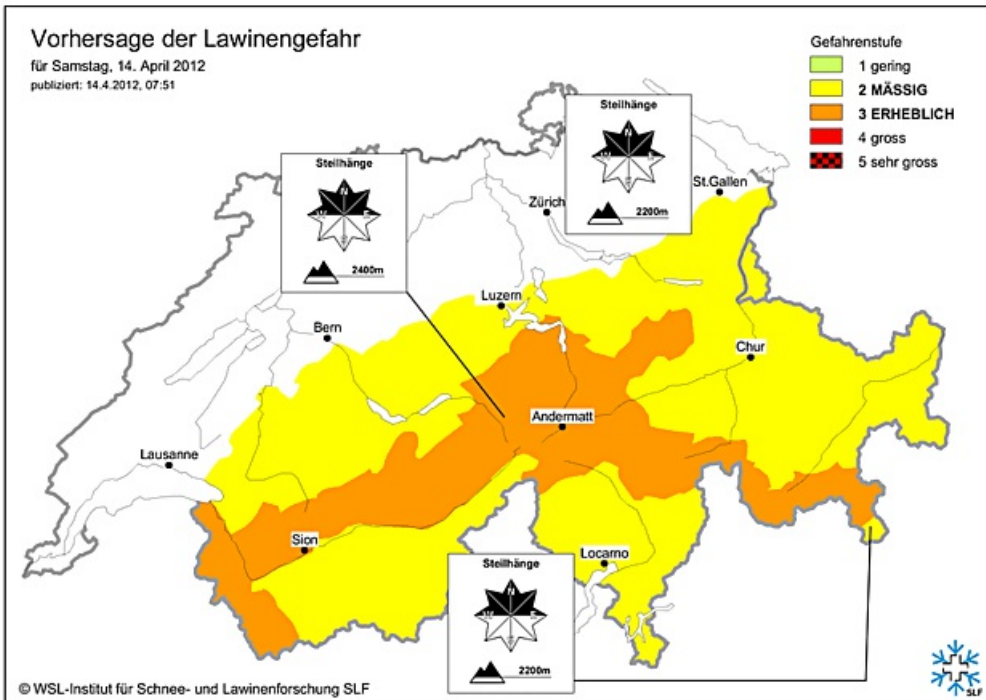 Vorhersage der Lawinengefahr
für Samstag, 14. April 2012
publiziert: 14.4.2012, 07:51
Gefahrenstufe
1 gering
2 MÄSSIG
3 ERHEBLICH
4 gross
5 sehr gross
Steilhänge
N
W E
S
2200m
Steilhänge
N
W E
S
2400m
St.Gallen
Zürich
Luzern
Bern
Chur
Andermatt
Lausanne
Sion
Locarno
Steilhänge
N
W E
S
2200m
© WSL-Institut für Schnee- und Lawinenforschung SLF
SLF